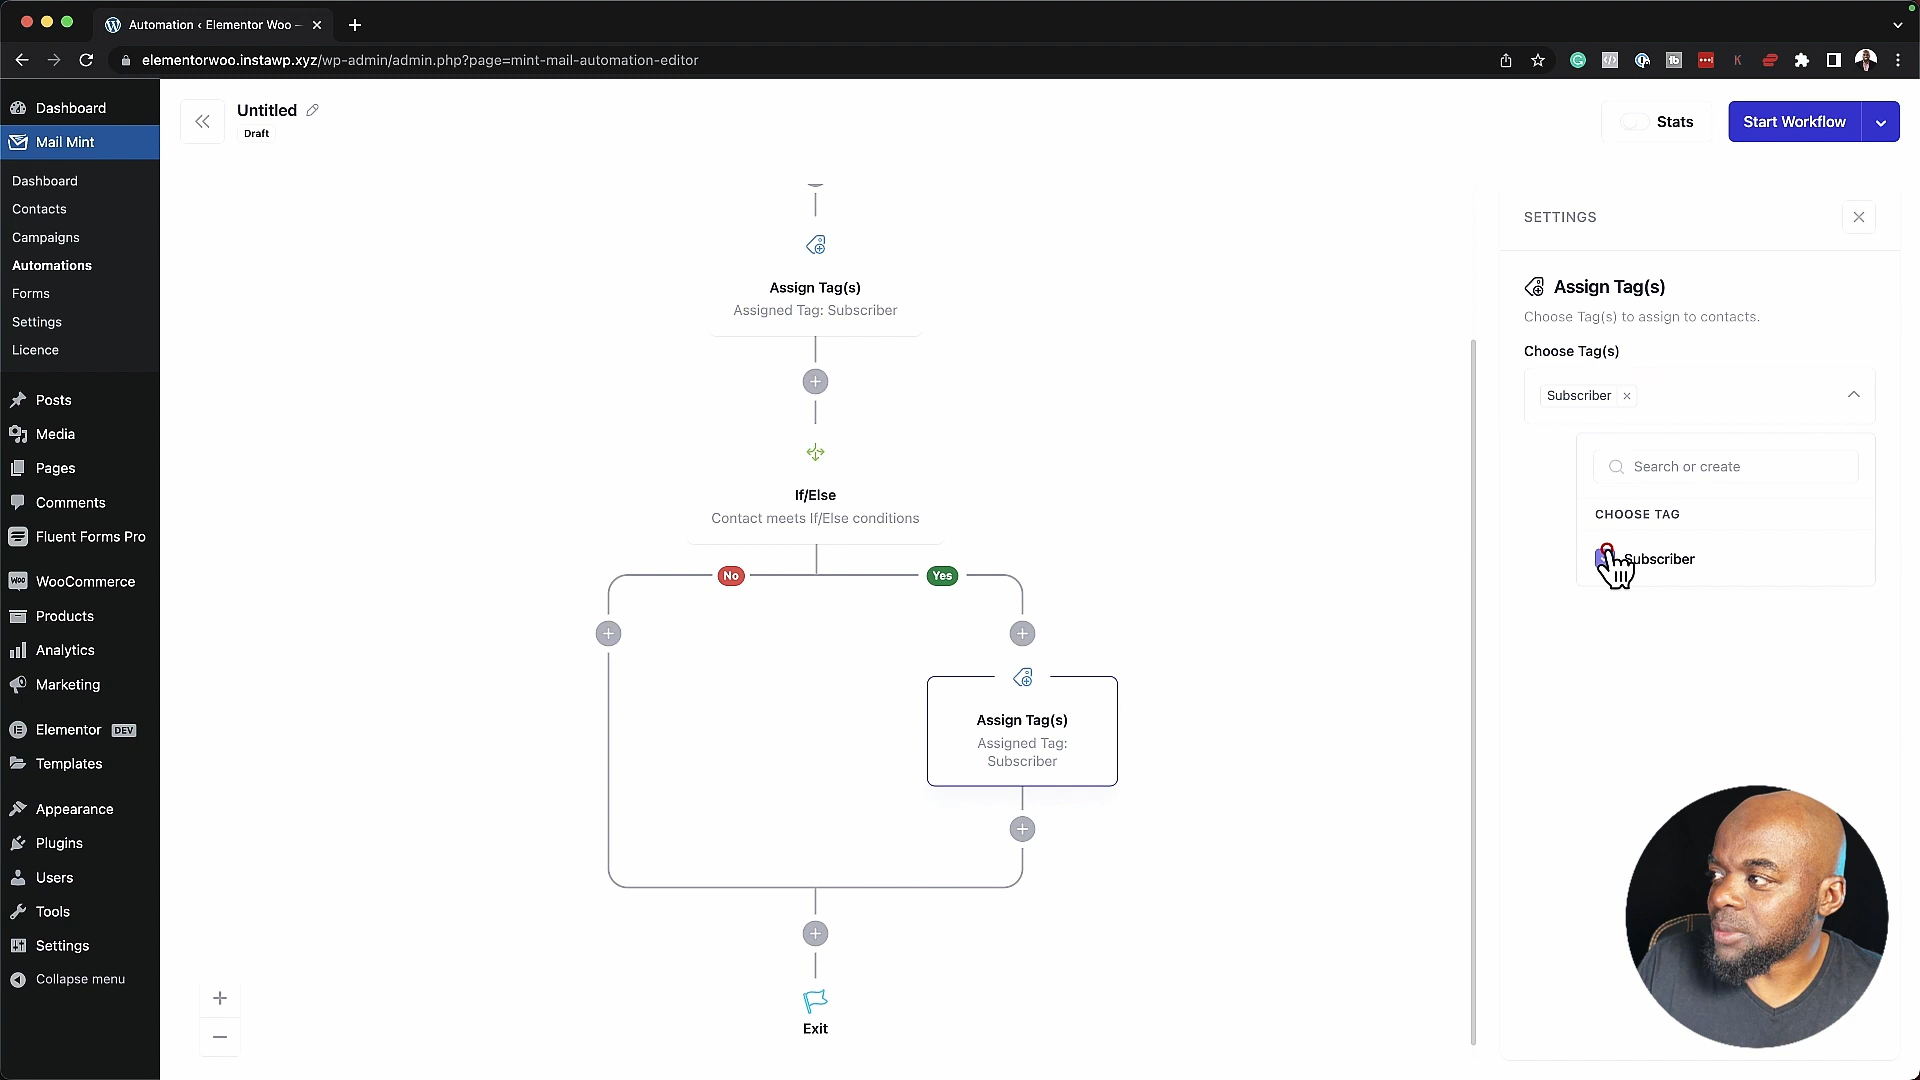 Automation ‹ Elementor Woo –
elementorwoo.instawp.xyz/wp-admin/admin.php?page=mint-mail-automation-editor
Dashboard
Mail Mint
Dashboard
Contacts
Campaigns
Automations
Forms
Settings
Licence
Posts
Media
Pages
Comments
Fluent Forms Pro
WooCommerce
Products
Analytics
Marketing
Elementor DEV
Templates
Appearance
Plugins
Users
Tools
Settings
Collapse menu
Untitled
Draft
Stats
Start Workflow
Assign Tag(s)
Assigned Tag: Subscriber
If/Else
Contact meets If/Else conditions
No
Yes
Assign Tag(s)
Assigned Tag:
Subscriber
Exit
SETTINGS
Assign Tag(s)
Choose Tag(s) to assign to contacts.
Choose Tag(s)
Subscriber
Search or create
CHOOSE TAG
Subscriber